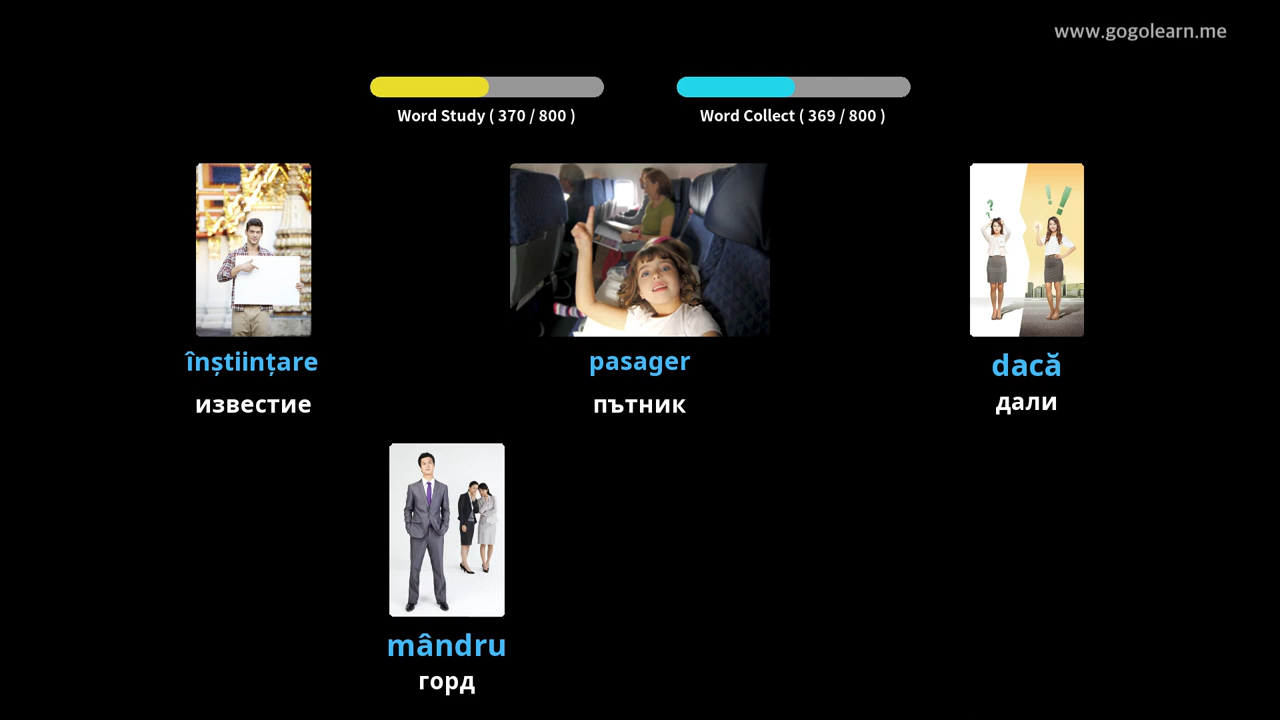 www.gogolearn.me
Word Study ( 370 / 800 )
Word Collect ( 369 / 800 )
înștiințare
известие
pasager
пътник
dacă
дали
mândru
горд